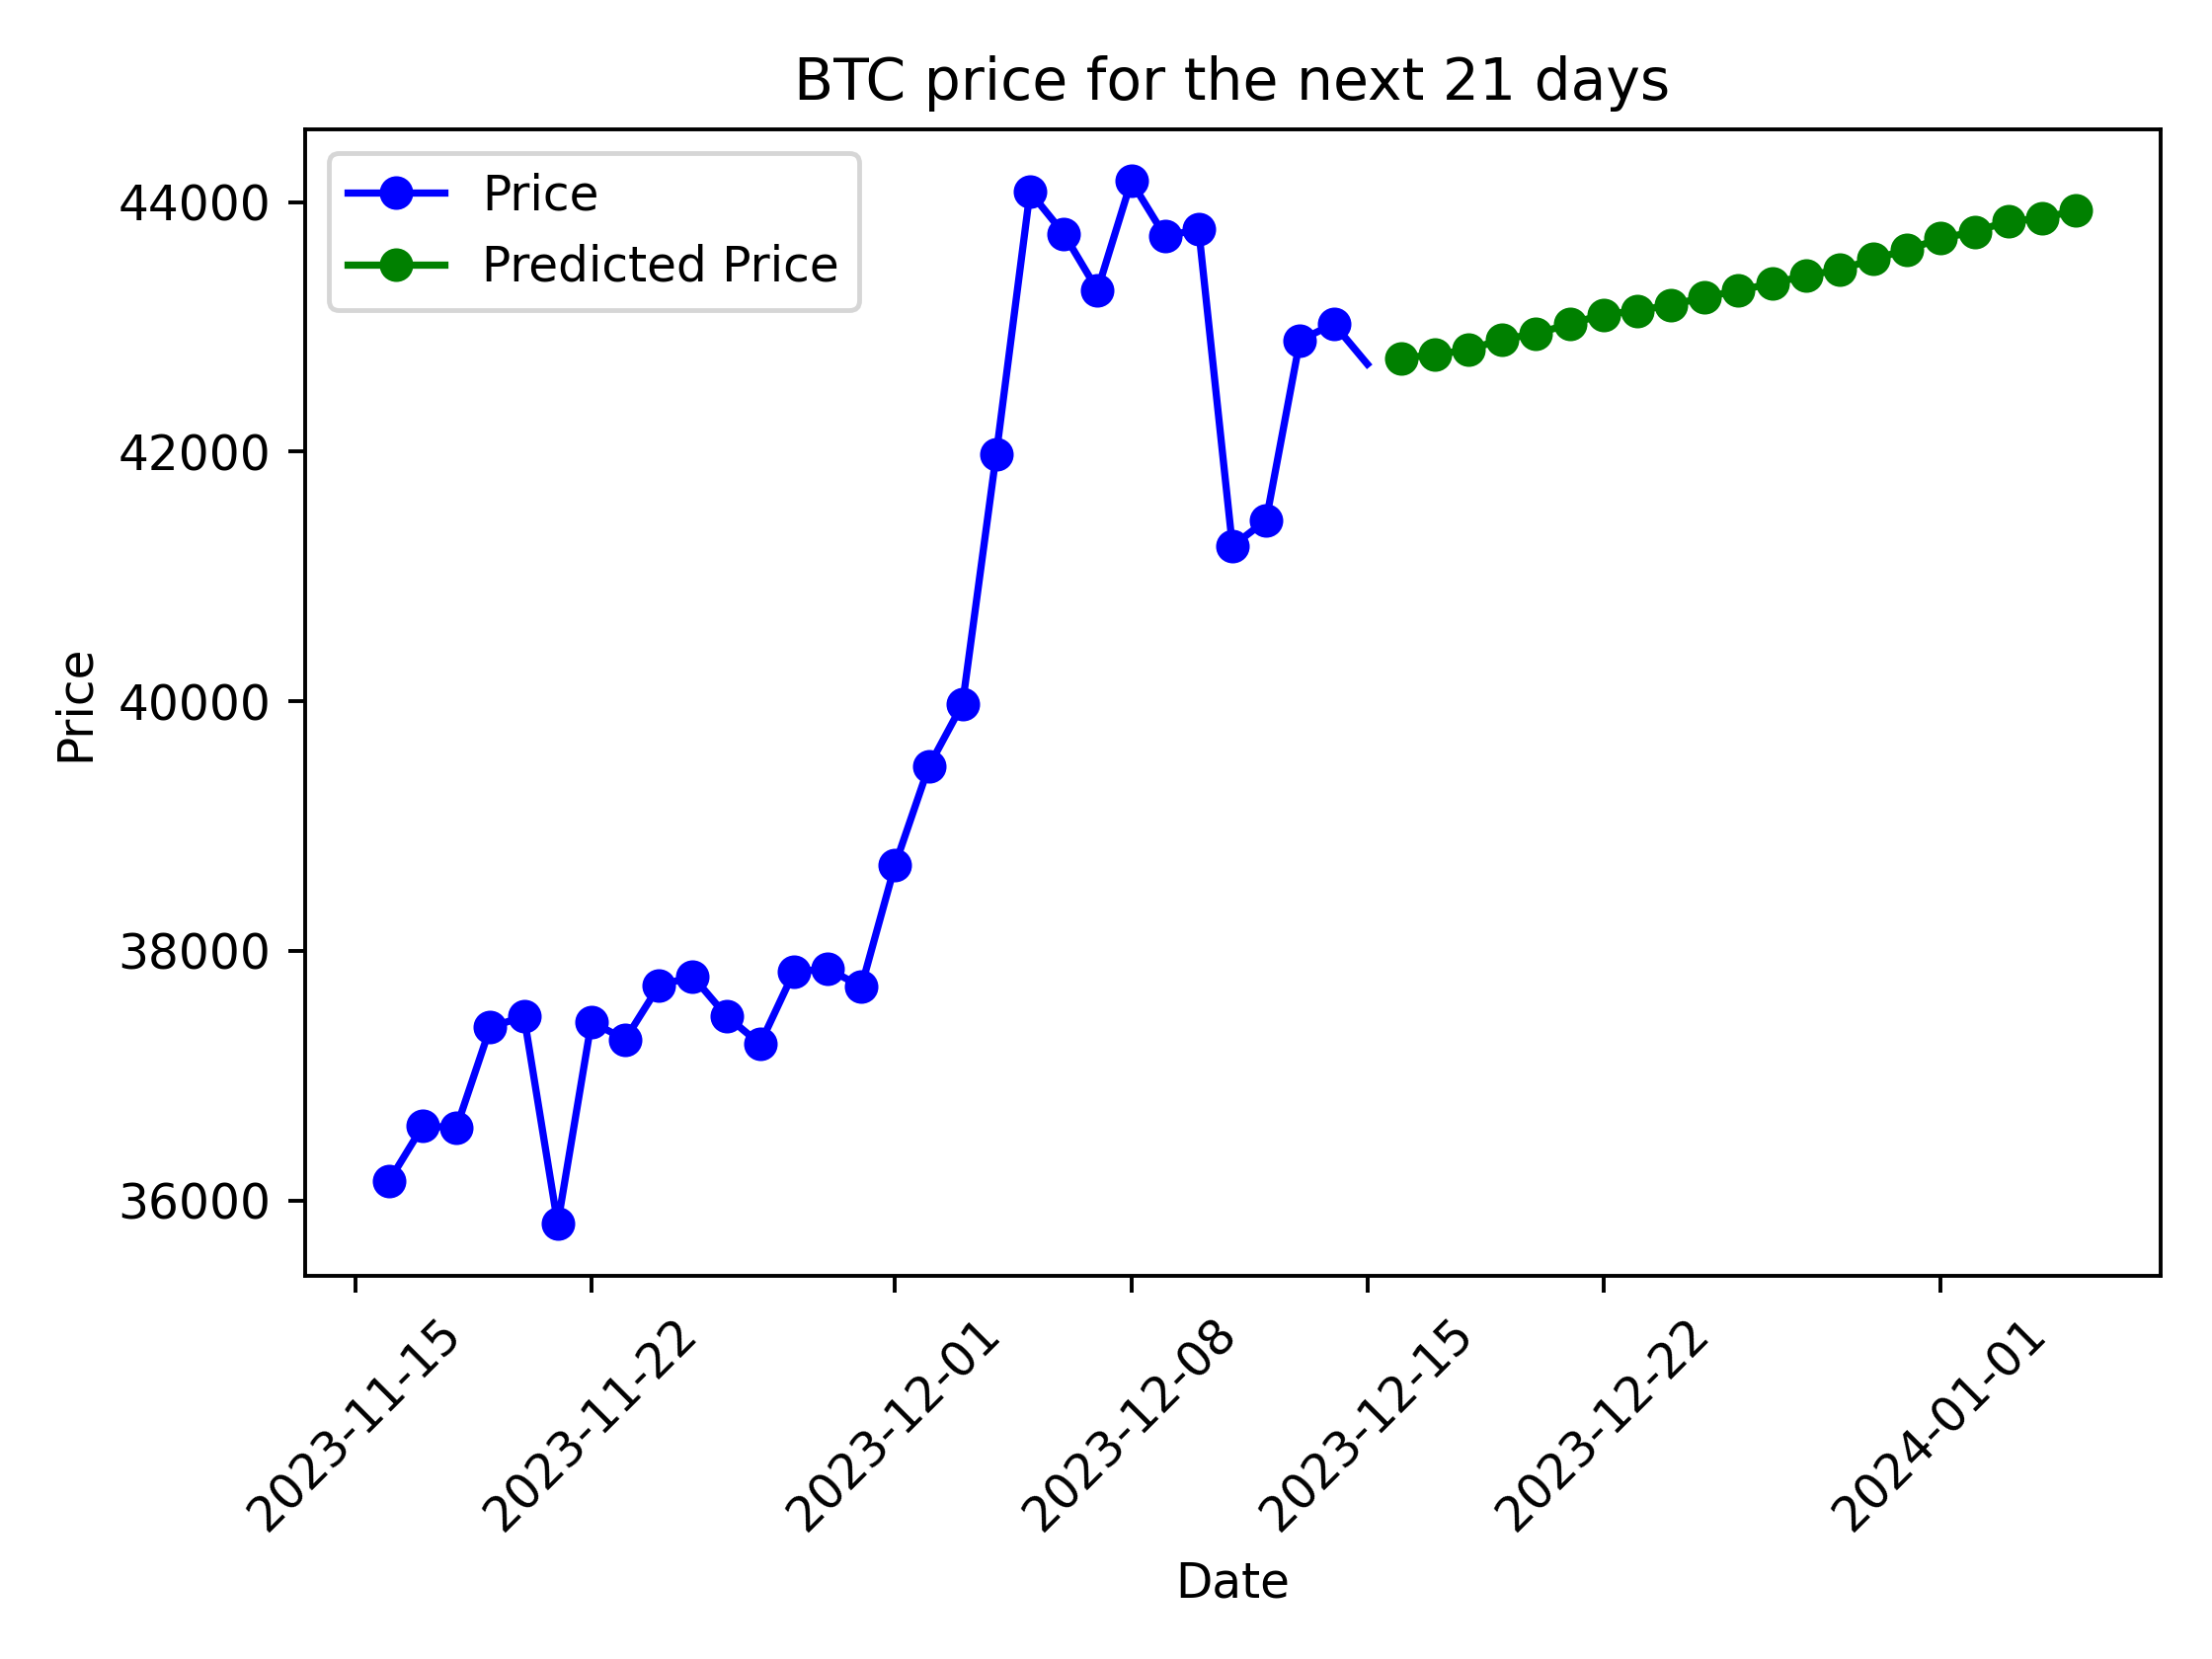 BTC price for the next 21 days
Price
Predicted Price
44000
42000
40000
38000
36000
Price
2023-11-15
2023-11-22
2023-12-01
2023-12-08
2023-12-15
2023-12-22
2024-01-01
Date